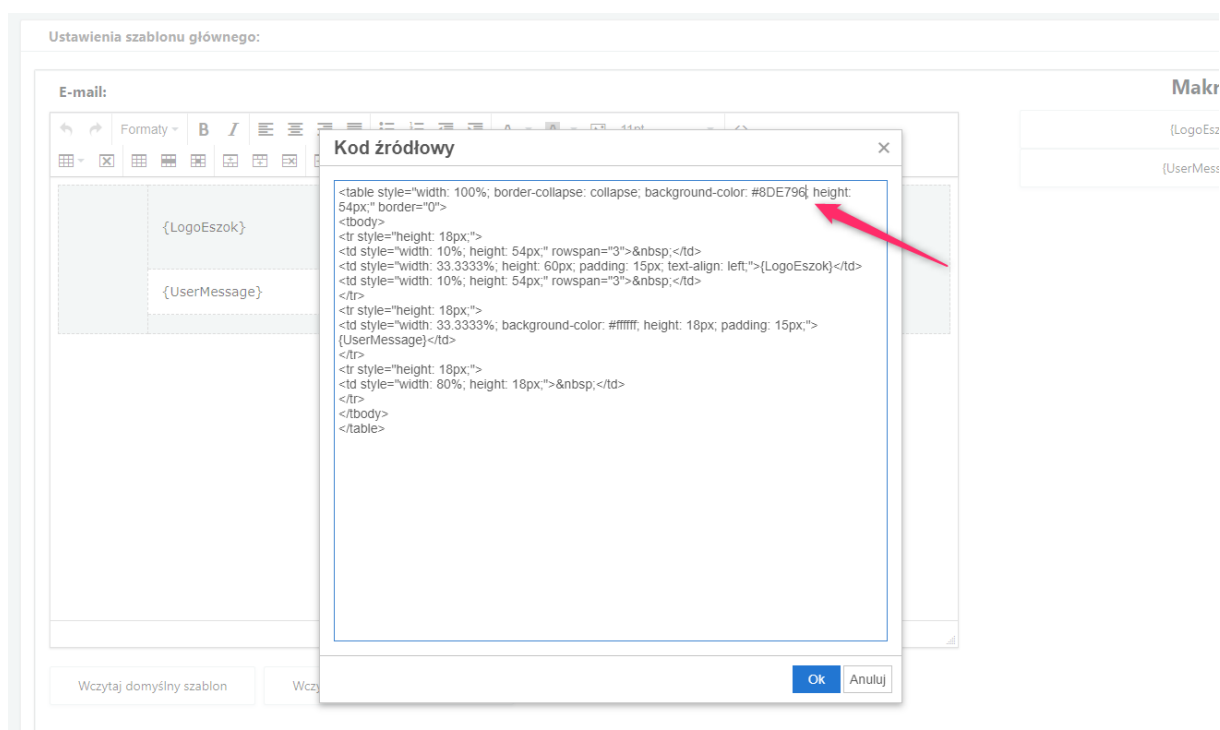 Ustawienia szablonu głównego:
E-mail:
Makr
Formaty
B I
11pt
<>
{LogoEsz
{UserMess
{LogoEszok}
{UserMessage}
Kod źródłowy
<table style="width: 100%; border-collapse: collapse; background-color: #8DE796; height:
54px;" border="0">
<tbody>
<tr style="height: 18px;">
<td style="width: 10%; height: 54px;" rowspan="3">&nbsp;</td>
<td style="width: 33.3333%; height: 60px; padding: 15px; text-align: left;">{LogoEszok}</td>
<td style="width: 10%; height: 54px;" rowspan="3">&nbsp;</td>
</tr>
<tr style="height: 18px;">
<td style="width: 33.3333%; background-color: #ffffff; height: 18px; padding: 15px;">
{UserMessage}</td>
</tr>
<tr style="height: 18px;">
<td style="width: 80%; height: 18px;">&nbsp;</td>
</tr>
</tbody>
</table>
Ok
Anuluj
Wczytaj domyślny szablon
Wczy